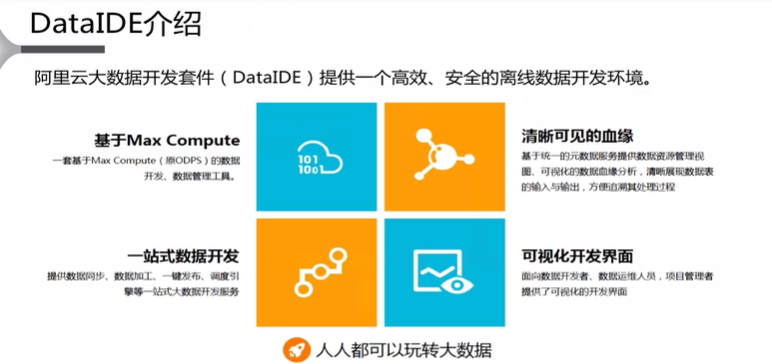 DataIDE介绍
阿里云大数据开发套件（DataIDE）提供一个高效、安全的离线数据开发环境。
基于Max Compute
一套基于Max Compute（原ODPS）的数据
开发、数据管理工具。
101
1001
清晰可见的血缘
基于统一的元数据服务提供数据资源管理视
图、可视化的数据血缘分析，清晰展现数据表
的输入与输出，方便追溯其处理过程
一站式数据开发
提供数据同步、数据加工、一键发布、调度引
擎等一站式大数据开发服务
可视化开发界面
面向数据开发者、数据运维人员，项目管理者
提供了可视化的开发界面
人人都可以玩转大数据